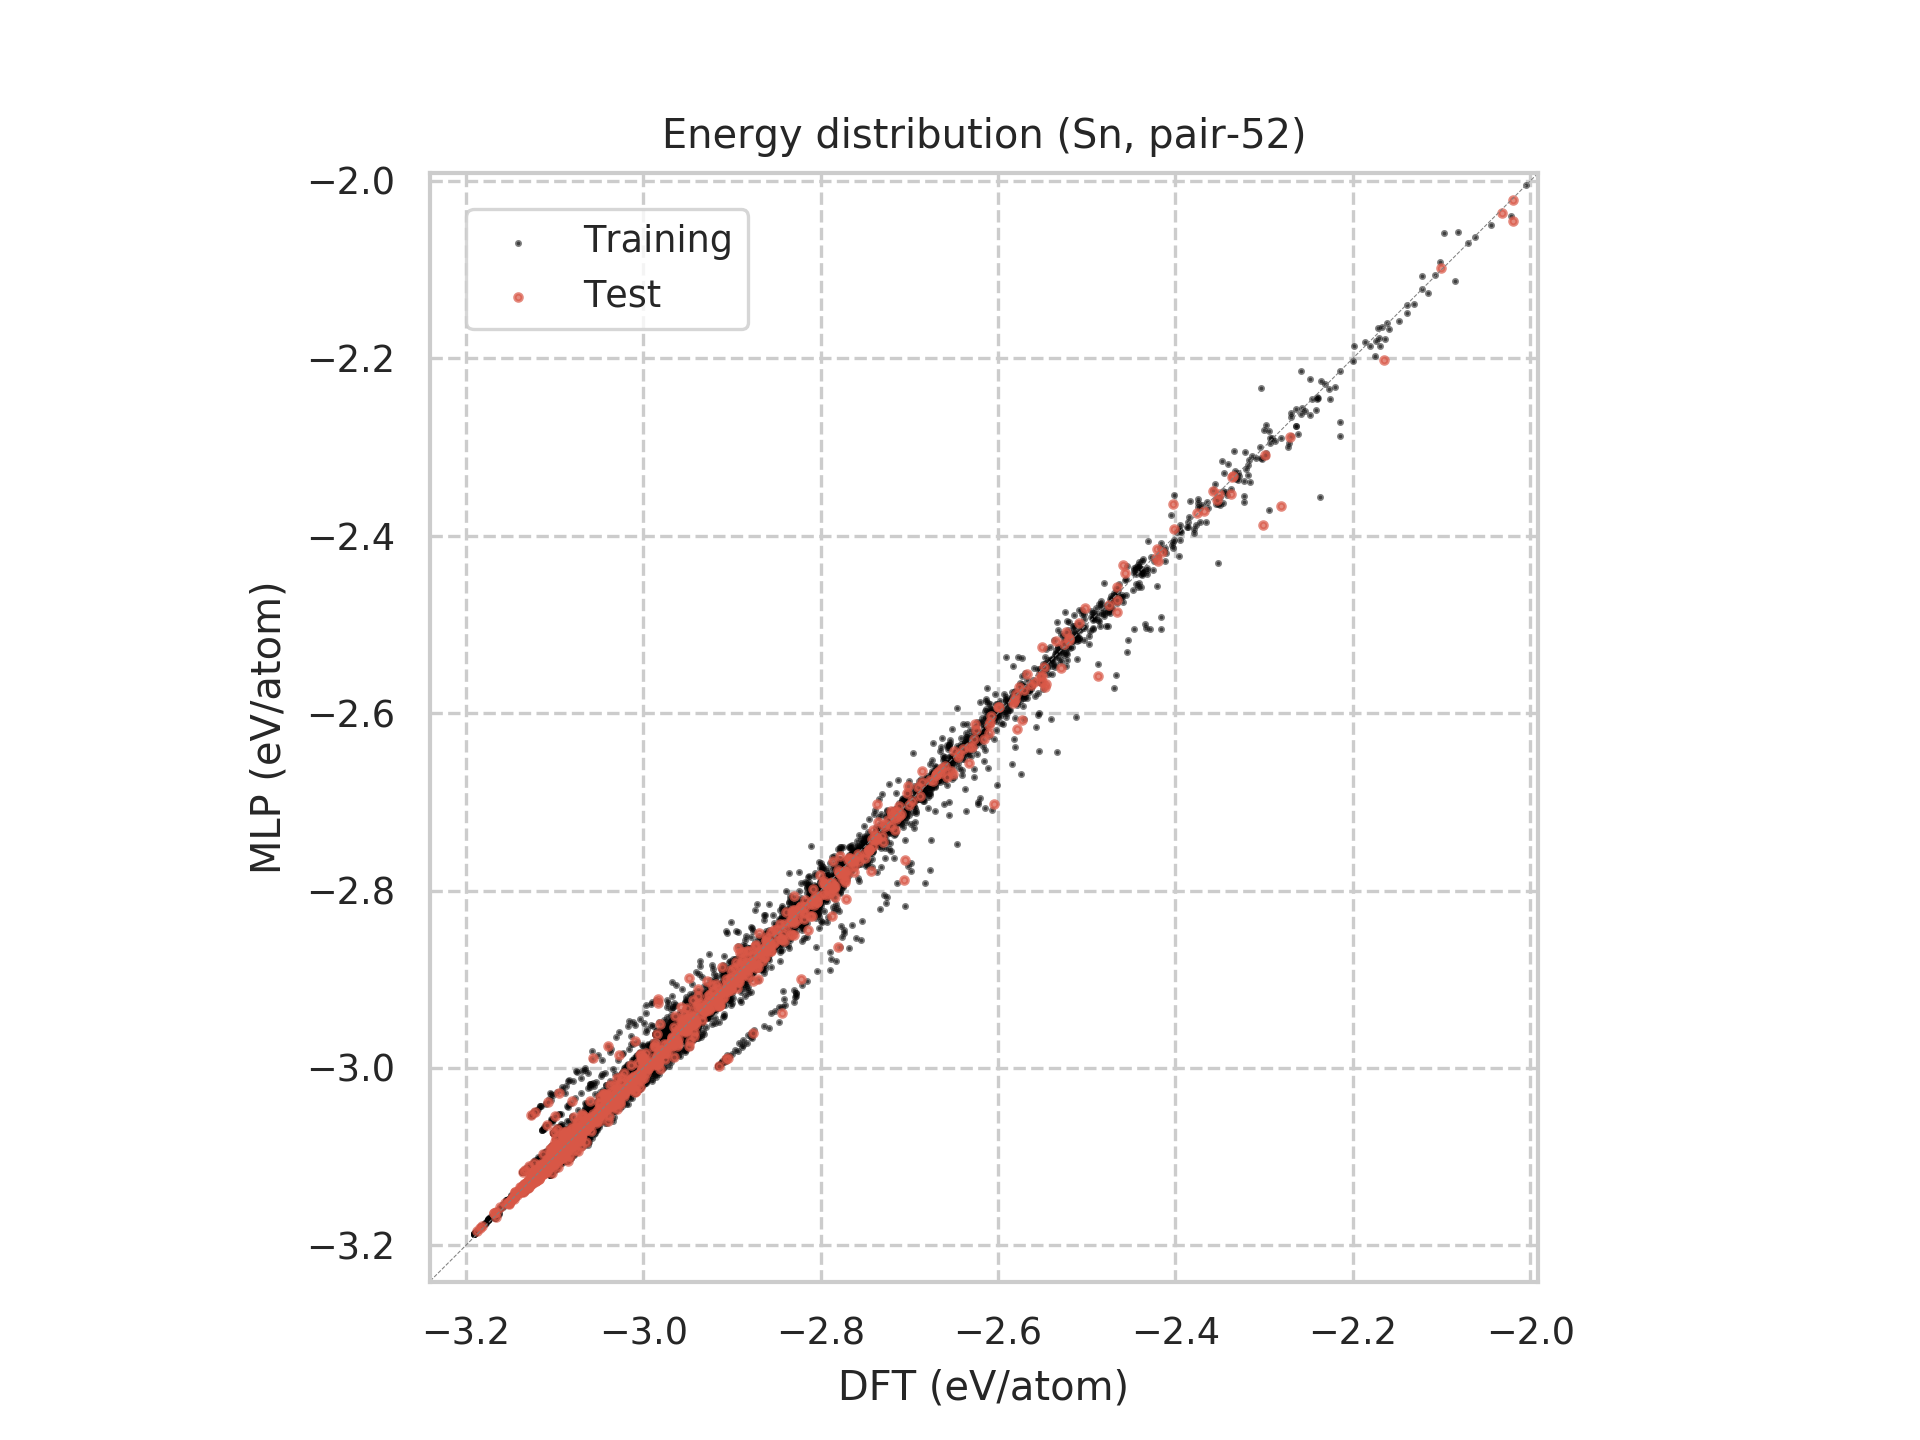 Energy distribution (Sn, pair-52)
Training
Test
MLP (eV/atom)
−2.0
−2.2
−2.4
−2.6
−2.8
−3.0
−3.2
−3.2 −3.0 −2.8 −2.6 −2.4 −2.2 −2.0
DFT (eV/atom)